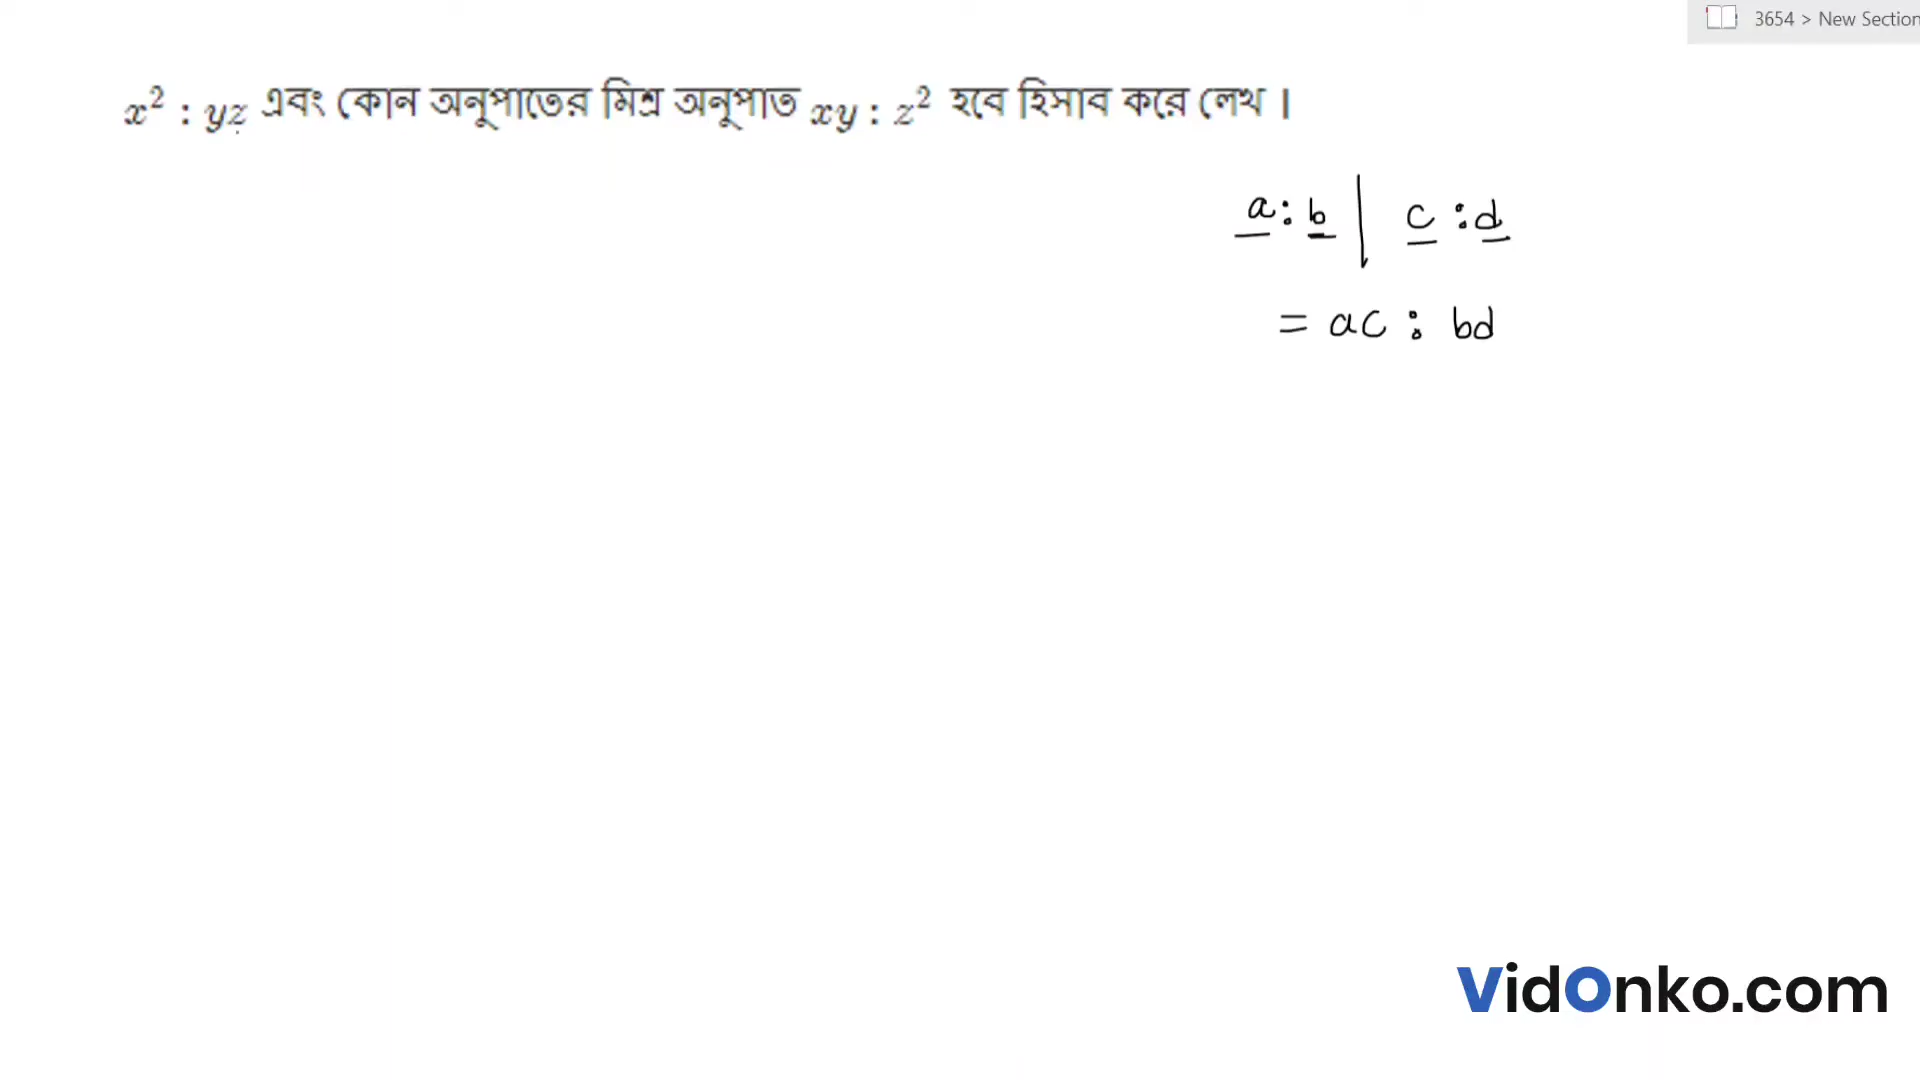 3654 > New Section
x² : yz এবং কোন অনুপাতের মিশ্র অনুপাত xy : z² হবে হিসাব করে লেখ ।
a : b | c : d
= ac : bd
VidOnko.com